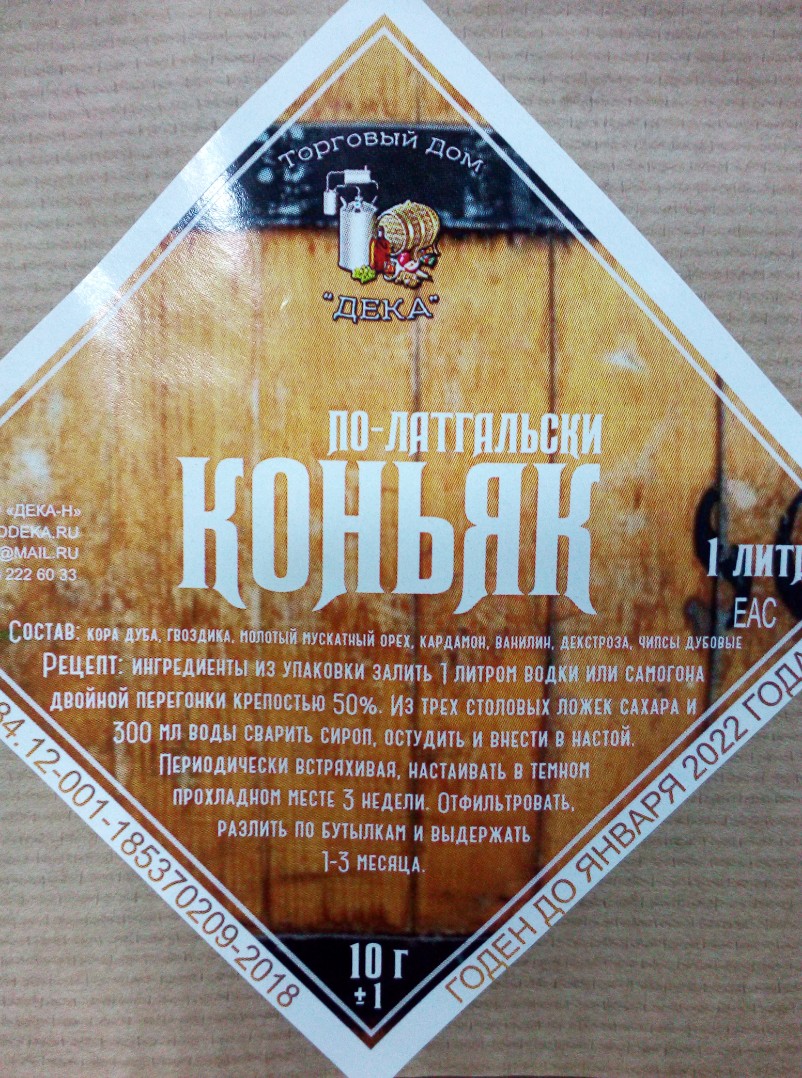 Торговый Дом
"ДЕКА"
ПО-ЛАТГАЛЬСКИ
КОНЬЯК
«ДЕКА-Н»
DEKA.RU
@MAIL.RU
222 60 33
1 ЛИТ
EAC
Состав: кора дуба, гвоздика, молотый мускатный орех, кардамон, ванилин, декстроза, чипсы дубовые
Рецепт: ингредиенты из упаковки залить 1 литром водки или самогона
двойной перегонки крепостью 50%. Из трех столовых ложек сахара и
300 мл воды сварить сироп, остудить и внести в настой.
Периодически встряхивая, настаивать в темном
прохладном месте 3 недели. Отфильтровать,
разлить по бутылкам и выдержать
1-3 месяца.
84.12-001-185370209-2018
ГОДЕН ДО ЯНВАРЯ 2022 ГОДА
10 г
±1